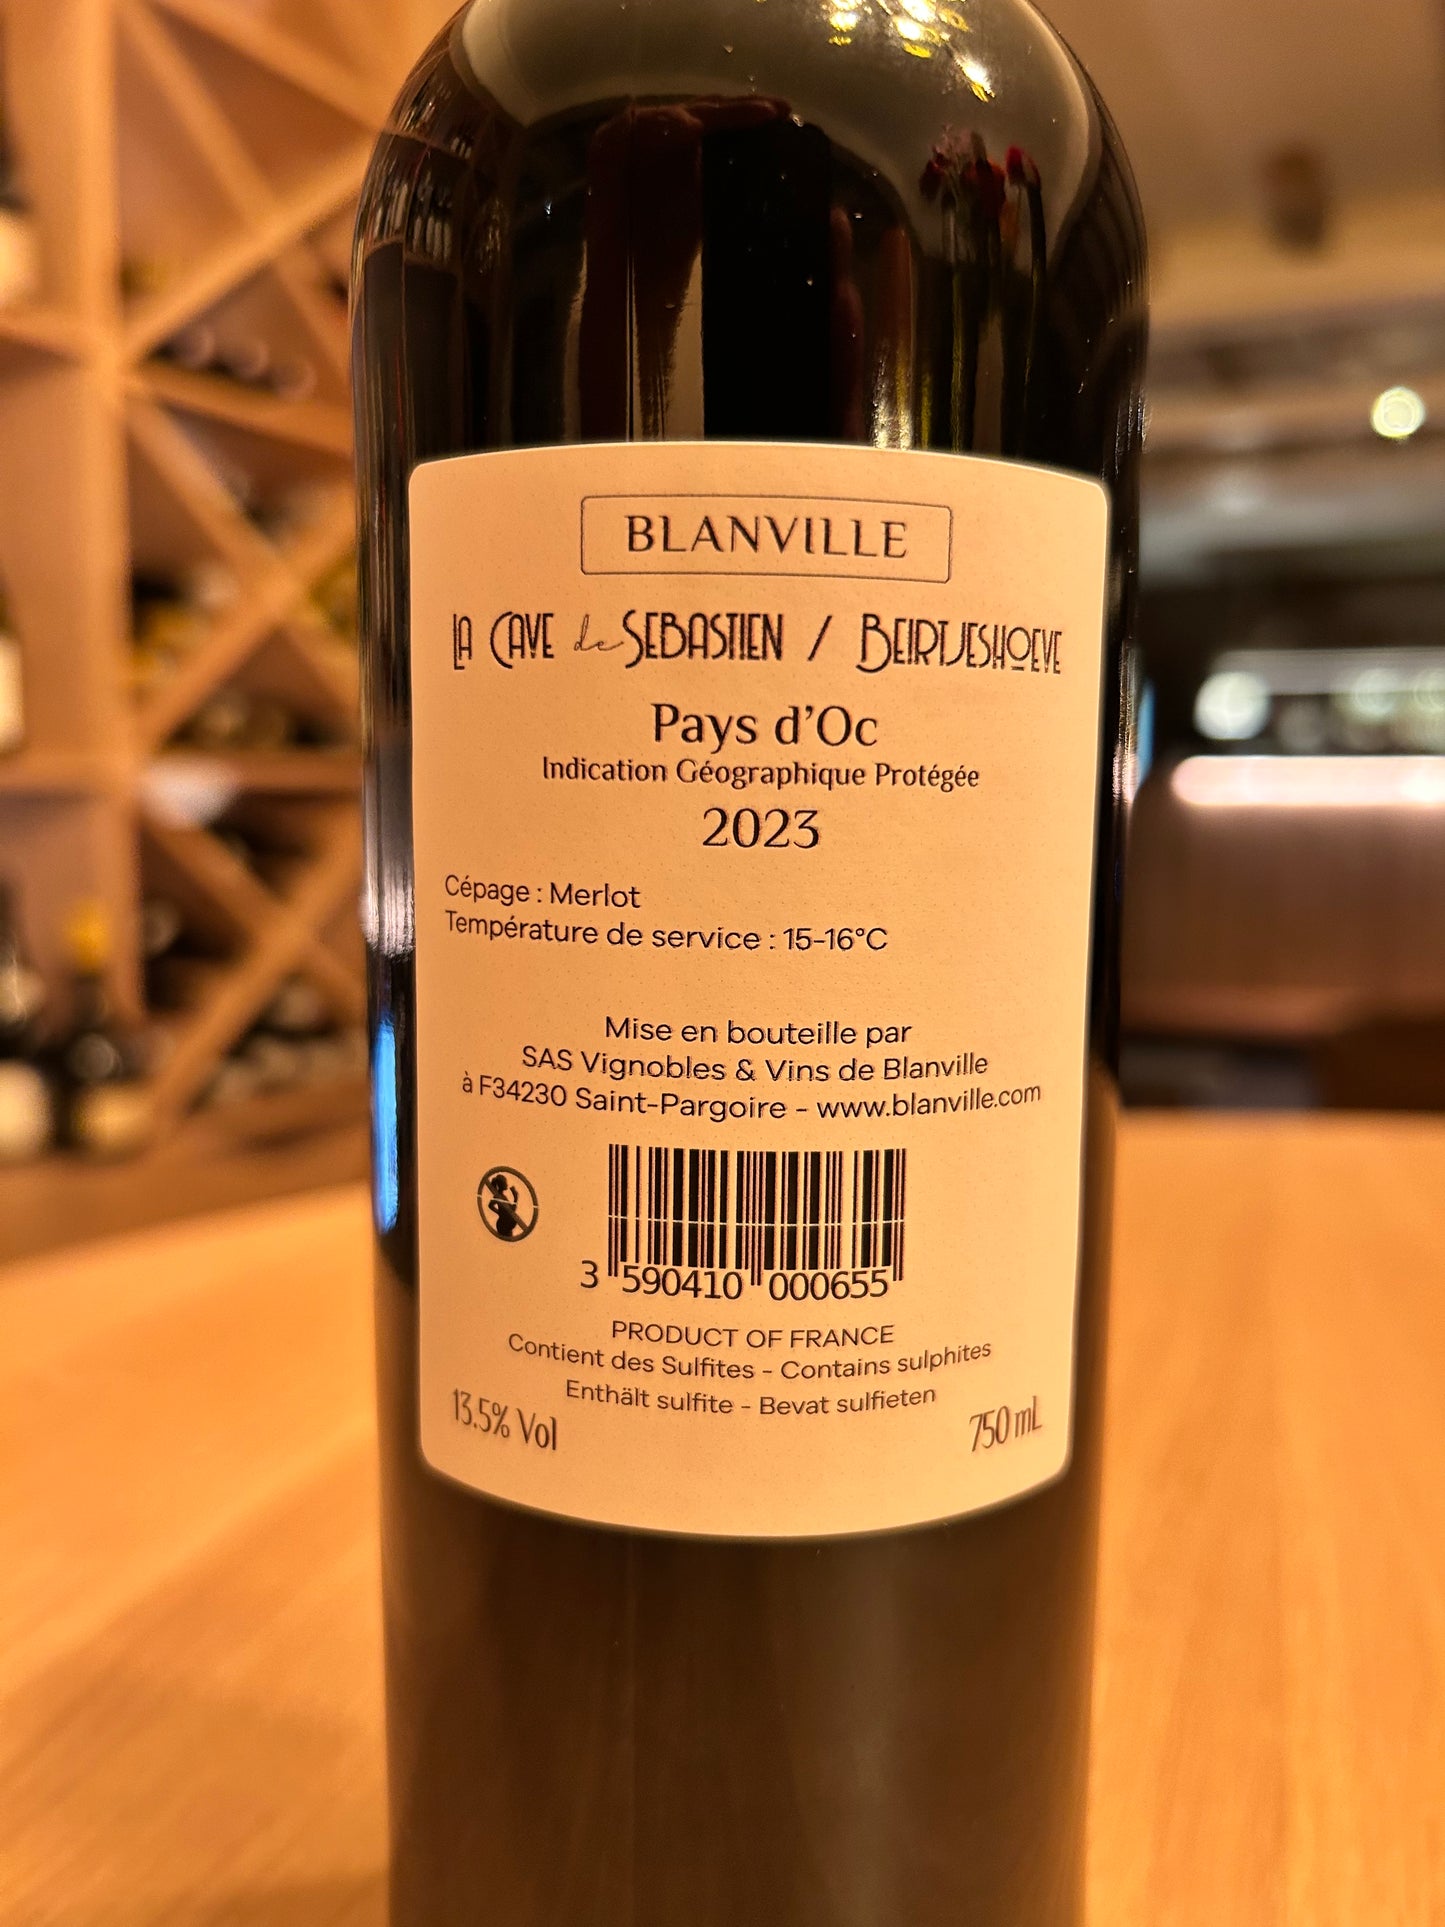 BLANVILLE
LA CAVE de SEBASTIEN / BEIRTJESHOEVE
Pays d'Oc
Indication Géographique Protégée
2023
Cépage : Merlot
Température de service : 15-16°C
Mise en bouteille par
SAS Vignobles & Vins de Blanville
à F34230 Saint-Pargoire - www.blanville.com
3 590410 000655
PRODUCT OF FRANCE
Contient des Sulfites - Contains sulphites
Enthält sulfite - Bevat sulfieten
13.5% Vol
750 mL